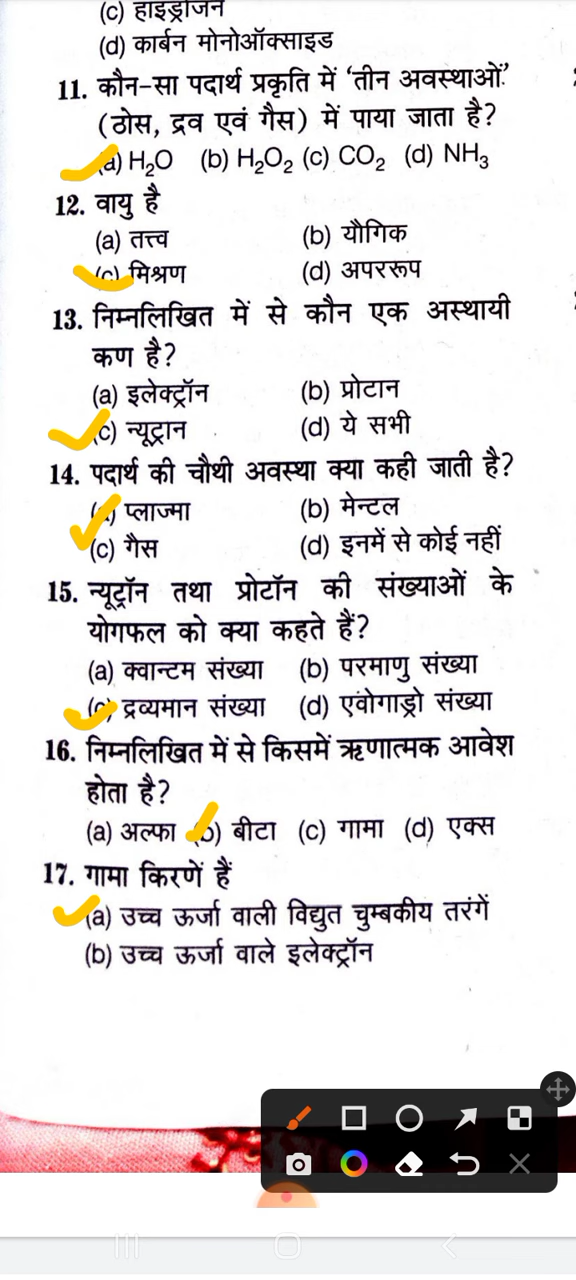 (c) हाइड्रोजन
(d) कार्बन मोनोऑक्साइड
11. कौन-सा पदार्थ प्रकृति में ‘तीन अवस्थाओं’
(ठोस, द्रव एवं गैस) में पाया जाता है?
(a) H₂O (b) H₂O₂ (c) CO₂ (d) NH₃
12. वायु है
(a) तत्त्व (b) यौगिक
(c) मिश्रण (d) अपररूप
13. निम्नलिखित में से कौन एक अस्थायी
कण है?
(a) इलेक्ट्रॉन (b) प्रोटान
(c) न्यूट्रान (d) ये सभी
14. पदार्थ की चौथी अवस्था क्या कही जाती है?
(a) प्लाज्मा (b) मेन्टल
(c) गैस (d) इनमें से कोई नहीं
15. न्यूट्रॉन तथा प्रोटॉन की संख्याओं के
योगफल को क्या कहते हैं?
(a) क्वान्टम संख्या (b) परमाणु संख्या
(c) द्रव्यमान संख्या (d) एवोगाड्रो संख्या
16. निम्नलिखित में से किसमें ऋणात्मक आवेश
होता है?
(a) अल्फा (b) बीटा (c) गामा (d) एक्स
17. गामा किरणें हैं
(a) उच्च ऊर्जा वाली विद्युत चुम्बकीय तरंगें
(b) उच्च ऊर्जा वाले इलेक्ट्रॉन